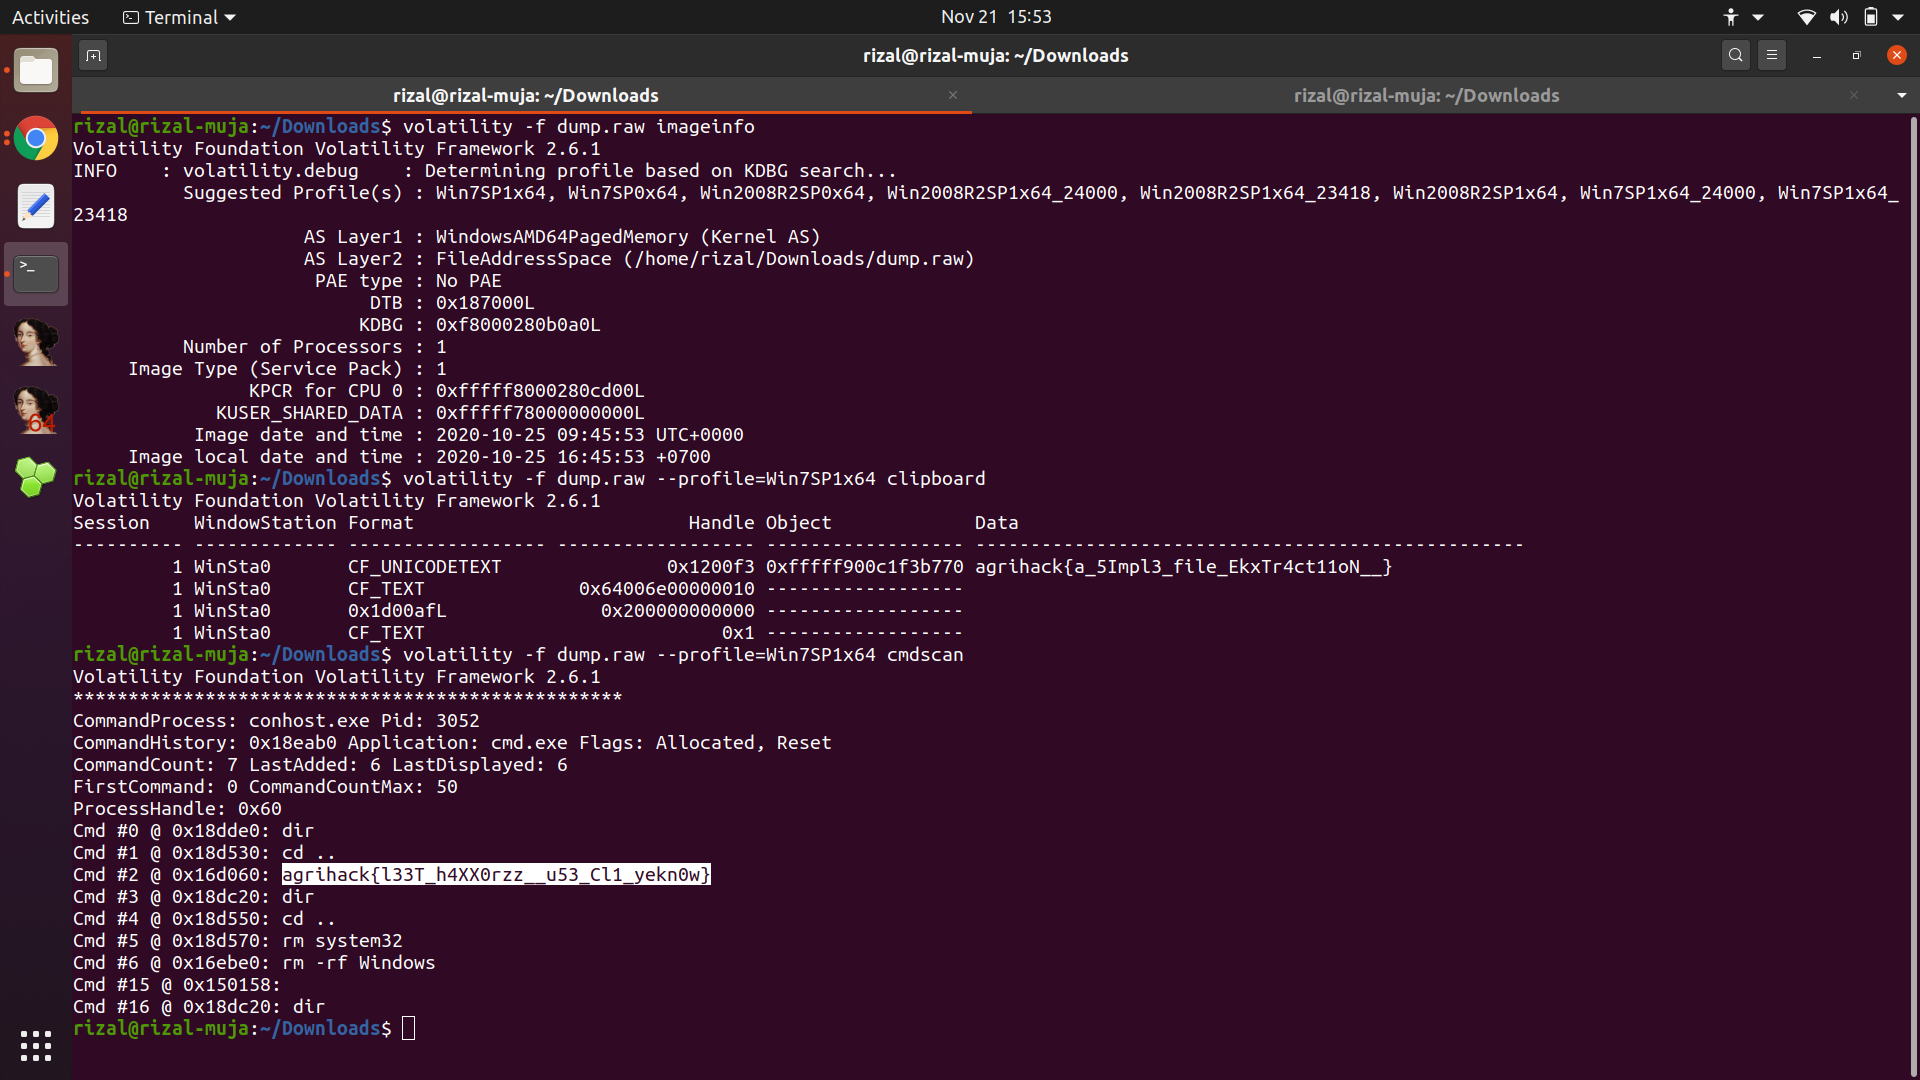 Activities Terminal Nov 21 15:53
rizal@rizal-muja: ~/Downloads
rizal@rizal-muja: ~/Downloads × rizal@rizal-muja: ~/Downloads ×
rizal@rizal-muja:~/Downloads$ volatility -f dump.raw imageinfo
Volatility Foundation Volatility Framework 2.6.1
INFO    : volatility.debug    : Determining profile based on KDBG search...
          Suggested Profile(s) : Win7SP1x64, Win7SP0x64, Win2008R2SP0x64, Win2008R2SP1x64_24000, Win2008R2SP1x64_23418, Win2008R2SP1x64, Win7SP1x64_24000, Win7SP1x64_
23418
                     AS Layer1 : WindowsAMD64PagedMemory (Kernel AS)
                     AS Layer2 : FileAddressSpace (/home/rizal/Downloads/dump.raw)
                      PAE type : No PAE
                           DTB : 0x187000L
                          KDBG : 0xf8000280b0a0L
          Number of Processors : 1
     Image Type (Service Pack) : 1
                KPCR for CPU 0 : 0xfffff8000280cd00L
             KUSER_SHARED_DATA : 0xfffff78000000000L
           Image date and time : 2020-10-25 09:45:53 UTC+0000
     Image local date and time : 2020-10-25 16:45:53 +0700
rizal@rizal-muja:~/Downloads$ volatility -f dump.raw --profile=Win7SP1x64 clipboard
Volatility Foundation Volatility Framework 2.6.1
Session    WindowStation Format                         Handle Object             Data
---------- ------------- ------------------ ------------------ ------------------ --------------------------------------------------
         1 WinSta0       CF_UNICODETEXT               0x1200f3 0xfffff900c1f3b770 agrihack{a_5Impl3_file_EkxTr4ct11oN__}
         1 WinSta0       CF_TEXT              0x64006e00000010 ------------------
         1 WinSta0       0x1d00afL              0x200000000000 ------------------
         1 WinSta0       CF_TEXT                           0x1 ------------------
rizal@rizal-muja:~/Downloads$ volatility -f dump.raw --profile=Win7SP1x64 cmdscan
Volatility Foundation Volatility Framework 2.6.1
**************************************************
CommandProcess: conhost.exe Pid: 3052
CommandHistory: 0x18eab0 Application: cmd.exe Flags: Allocated, Reset
CommandCount: 7 LastAdded: 6 LastDisplayed: 6
FirstCommand: 0 CommandCountMax: 50
ProcessHandle: 0x60
Cmd #0 @ 0x18dde0: dir
Cmd #1 @ 0x18d530: cd ..
Cmd #2 @ 0x16d060: agrihack{l33T_h4XX0rzz__u53_Cl1_yekn0w}
Cmd #3 @ 0x18dc20: dir
Cmd #4 @ 0x18d550: cd ..
Cmd #5 @ 0x18d570: rm system32
Cmd #6 @ 0x16ebe0: rm -rf Windows
Cmd #15 @ 0x150158:
Cmd #16 @ 0x18dc20: dir
rizal@rizal-muja:~/Downloads$
64